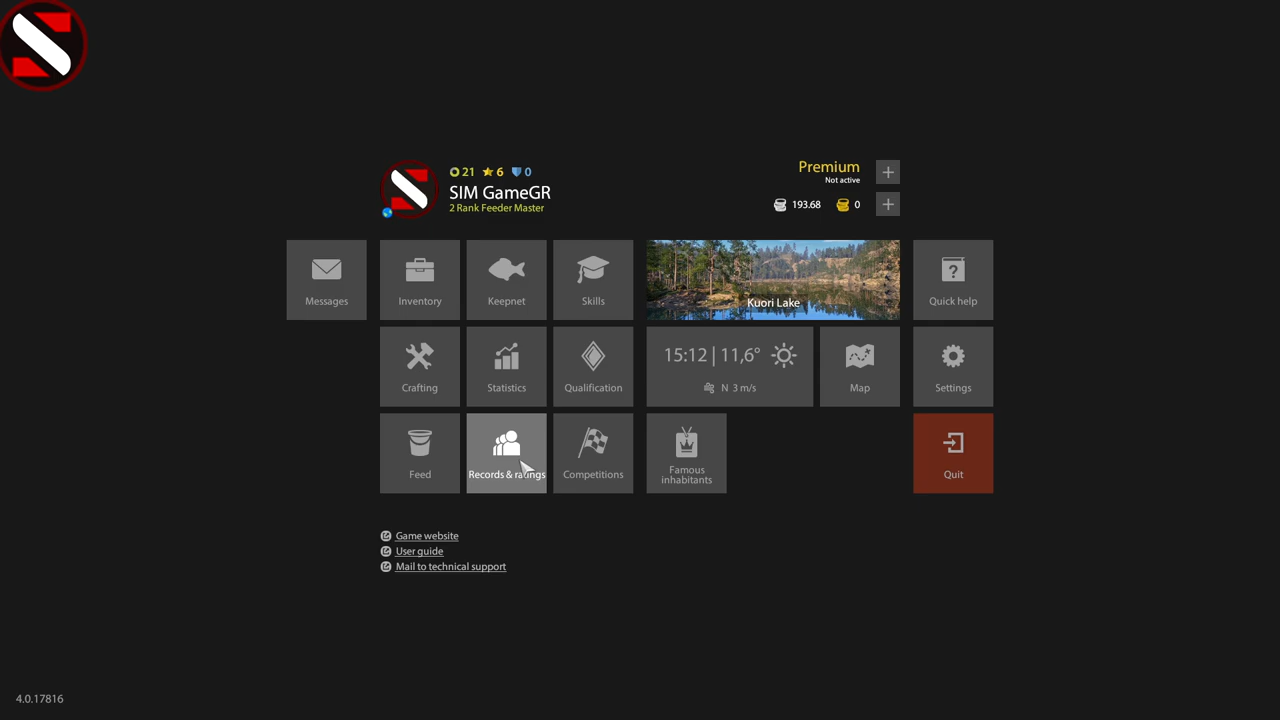 21 6 0
SIM GameGR
2 Rank Feeder Master
Premium
Not active
193.68 0
Messages
Inventory
Keepnet
Skills
Kuori Lake
Quick help
Crafting
Statistics
Qualification
15:12 | 11,6°
N 3 m/s
Map
Settings
Feed
Records & ratings
Competitions
Famous
inhabitants
Quit
Game website
User guide
Mail to technical support
4.0.17816